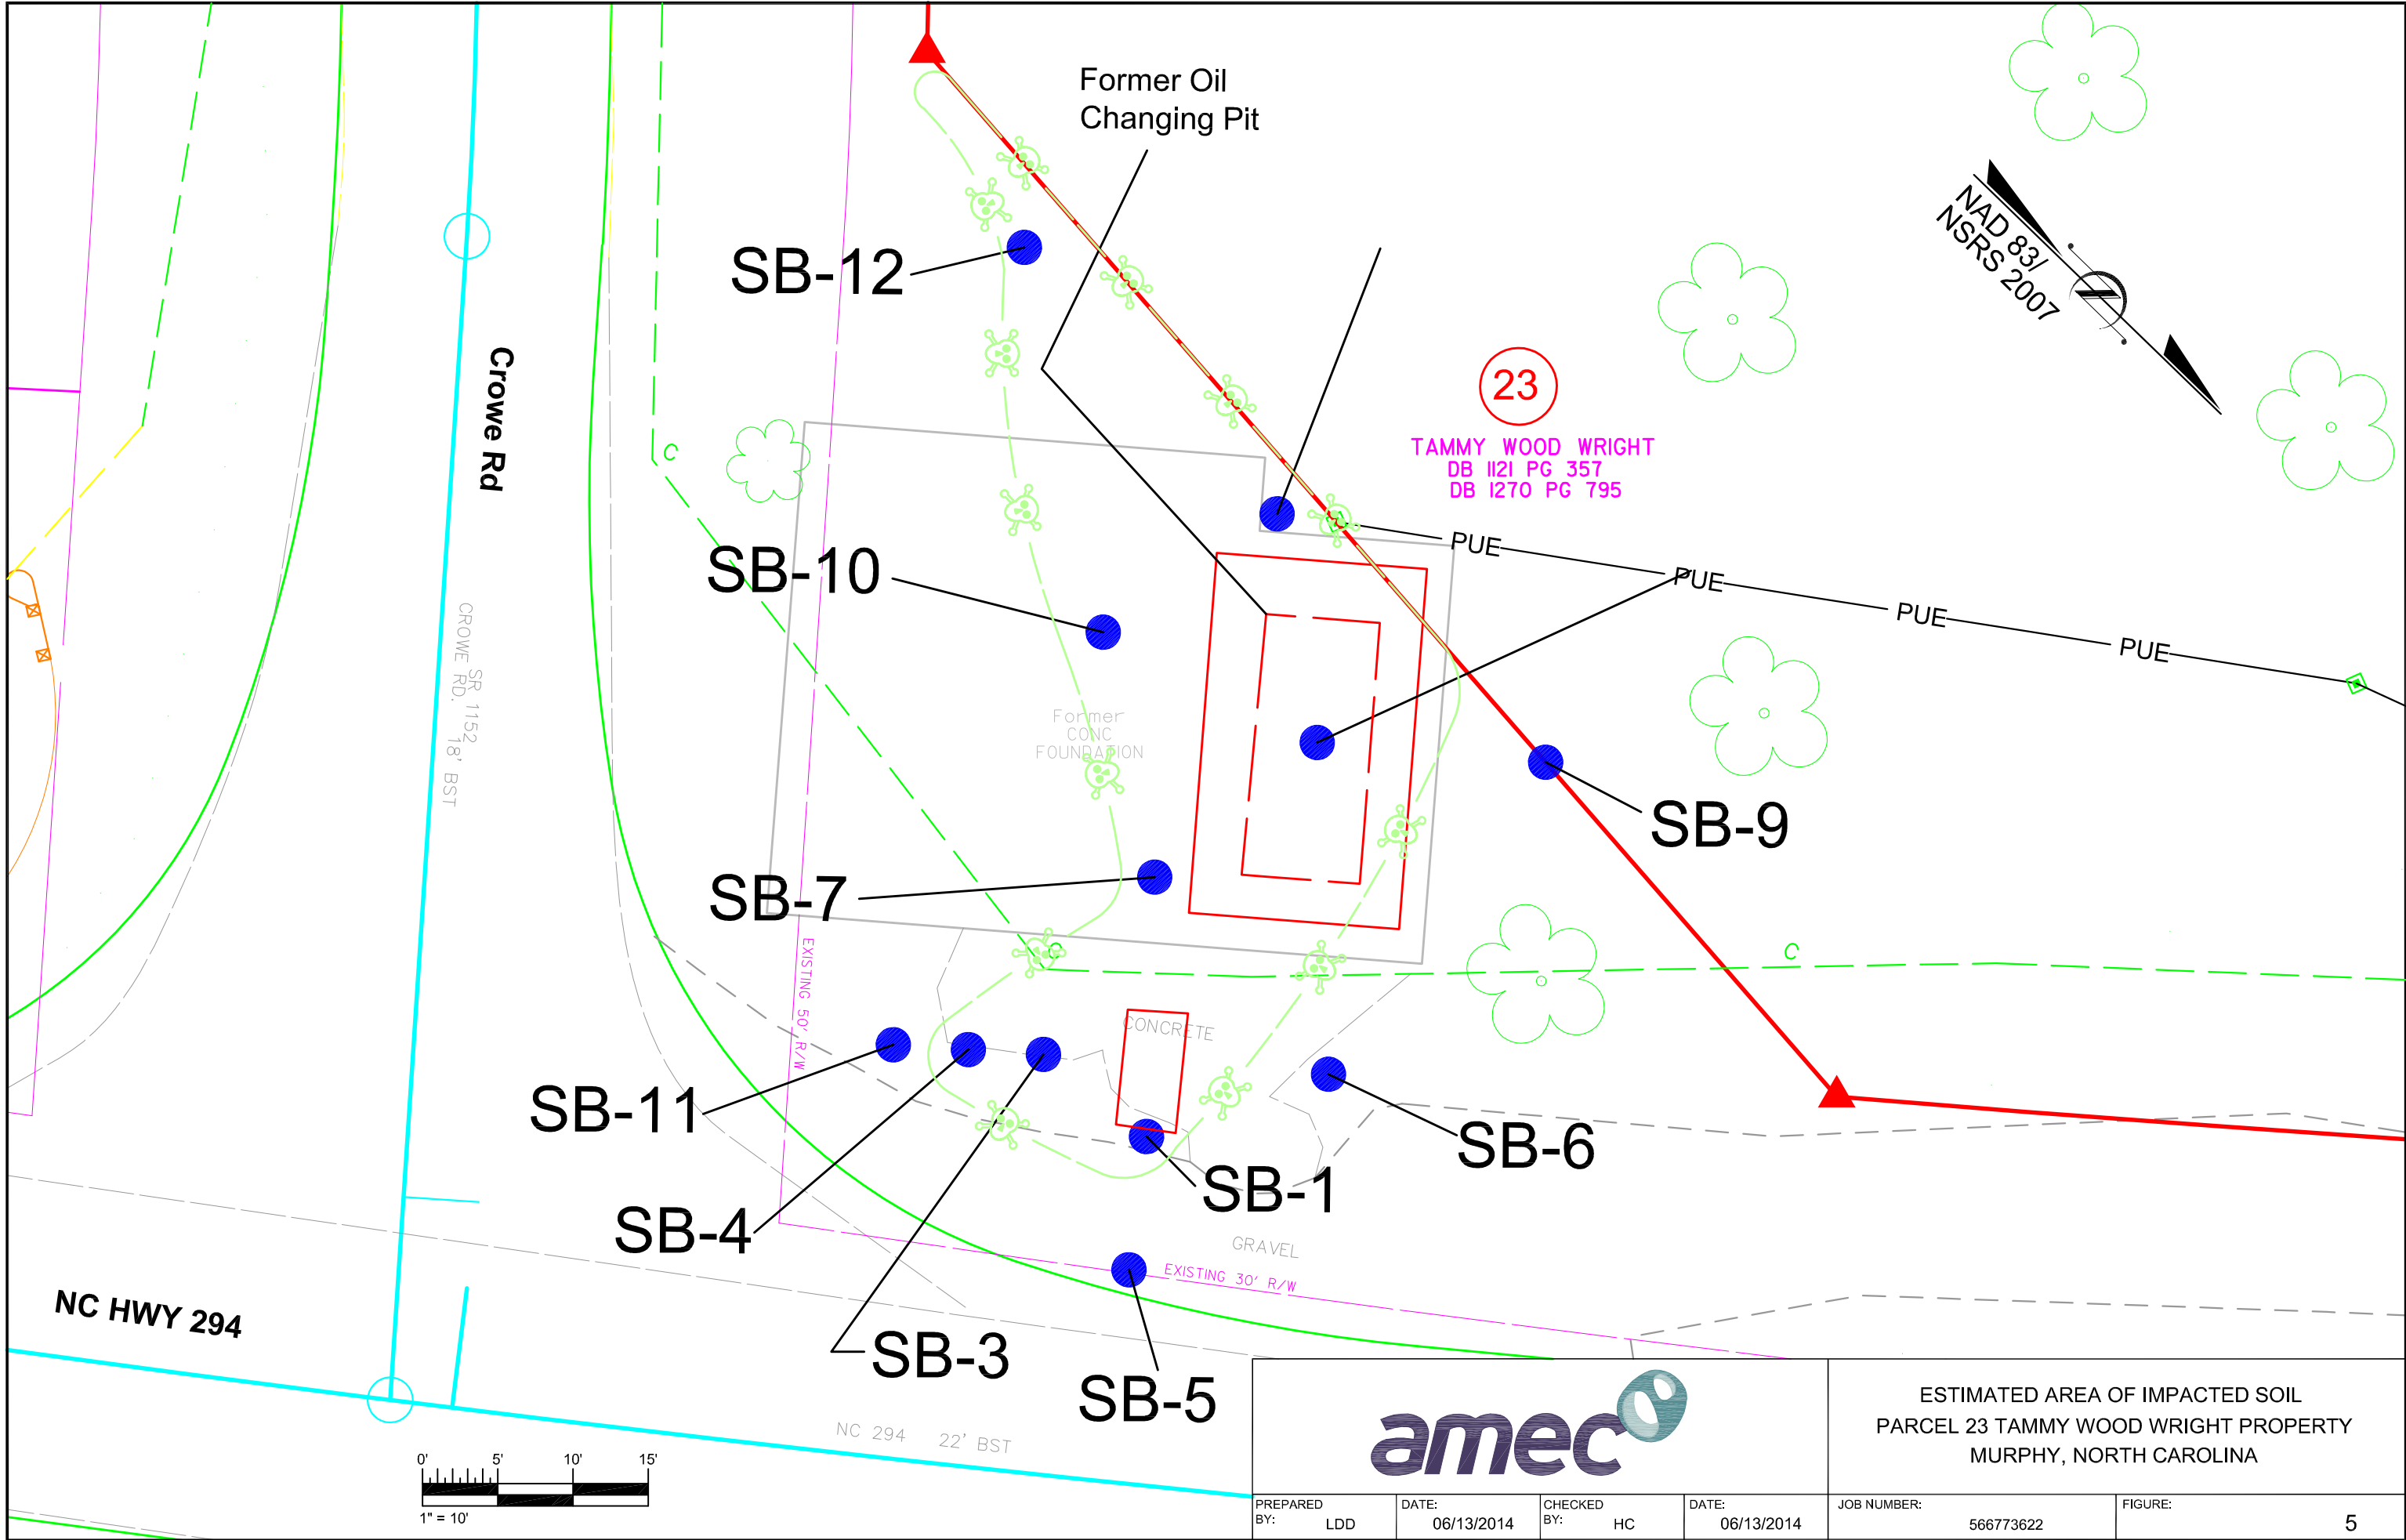 Former Oil
Changing Pit
NAD 83/
NSRS 2007
SB-12
Crowe Rd
23
TAMMY WOOD WRIGHT
DB 1121 PG 357
DB 1270 PG 795
C
SB-10
PUE
PUE
PUE
PUE
SR 1152
CROWE RD. 18' BST
Former
CONC
FOUNDATION
SB-9
SB-7
C
C
EXISTING 50' R/W
CONCRETE
SB-11
SB-6
SB-1
SB-4
GRAVEL
EXISTING 30' R/W
NC HWY 294
SB-3
SB-5
NC 294 22' BST
0' 5' 10' 15'
1" = 10'
amec
ESTIMATED AREA OF IMPACTED SOIL
PARCEL 23 TAMMY WOOD WRIGHT PROPERTY
MURPHY, NORTH CAROLINA
PREPARED BY: LDD
DATE: 06/13/2014
CHECKED BY: HC
DATE: 06/13/2014
JOB NUMBER: 566773622
FIGURE: 5